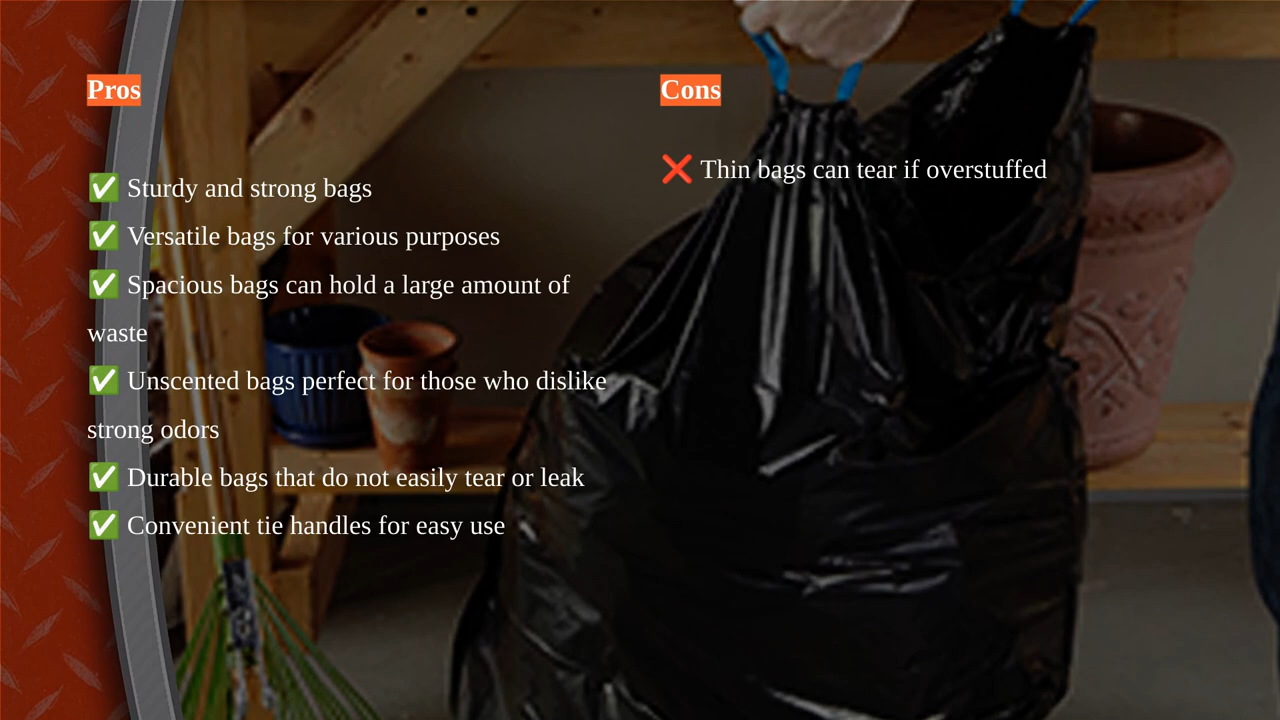 Pros
✅ Sturdy and strong bags
✅ Versatile bags for various purposes
✅ Spacious bags can hold a large amount of
waste
✅ Unscented bags perfect for those who dislike
strong odors
✅ Durable bags that do not easily tear or leak
✅ Convenient tie handles for easy use
Cons
❌ Thin bags can tear if overstuffed